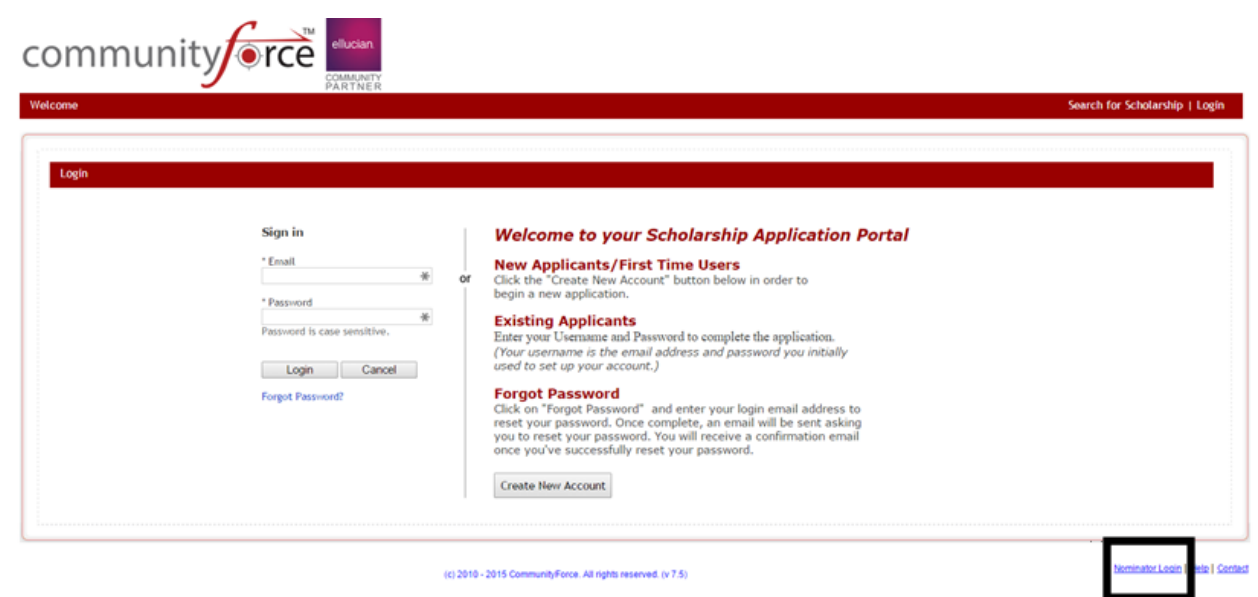 communityforce™
ellucian.
COMMUNITY
PARTNER
Welcome
Search for Scholarship | Login
Login
Sign in
* Email
* Password
Password is case sensitive.
Login
Cancel
Forgot Password?
or
Welcome to your Scholarship Application Portal
New Applicants/First Time Users
Click the "Create New Account" button below in order to
begin a new application.
Existing Applicants
Enter your Username and Password to complete the application.
(Your username is the email address and password you initially
used to set up your account.)
Forgot Password
Click on "Forgot Password" and enter your login email address to
reset your password. Once complete, an email will be sent asking
you to reset your password. You will receive a confirmation email
once you've successfully reset your password.
Create New Account
(c) 2010 - 2015 CommunityForce. All rights reserved. (v 7.5)
Nominator Login | Help | Contact